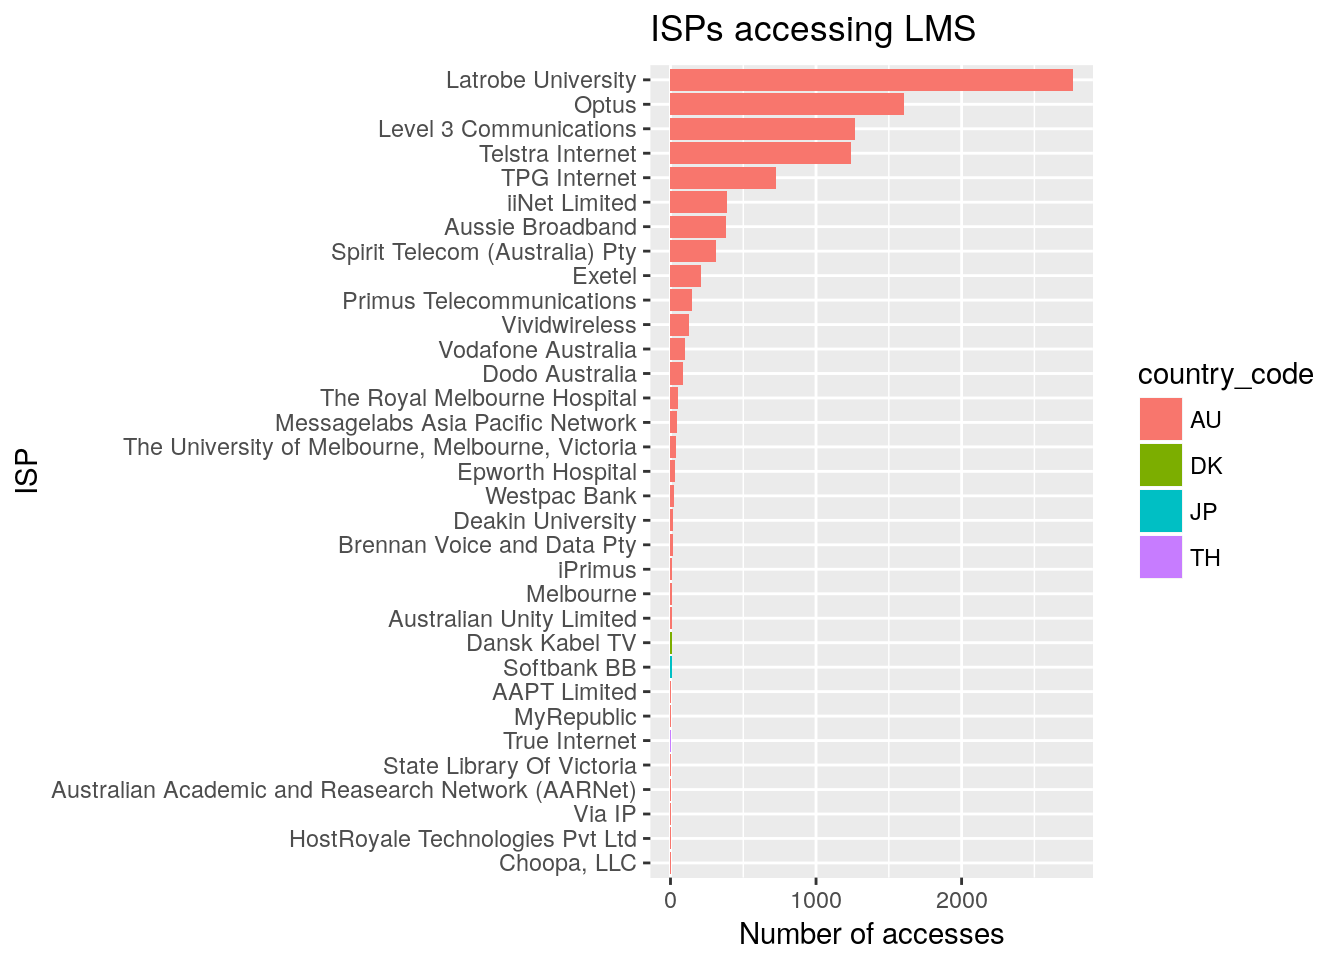 ISPs accessing LMS
Latrobe University
Optus
Level 3 Communications
Telstra Internet
TPG Internet
iiNet Limited
Aussie Broadband
Spirit Telecom (Australia) Pty
Exetel
Primus Telecommunications
Vividwireless
Vodafone Australia
Dodo Australia
The Royal Melbourne Hospital
Messagelabs Asia Pacific Network
The University of Melbourne, Melbourne, Victoria
Epworth Hospital
Westpac Bank
Deakin University
Brennan Voice and Data Pty
iPrimus
Melbourne
Australian Unity Limited
Dansk Kabel TV
Softbank BB
AAPT Limited
MyRepublic
True Internet
State Library Of Victoria
Australian Academic and Reasearch Network (AARNet)
Via IP
HostRoyale Technologies Pvt Ltd
Choopa, LLC
ISP
0 1000 2000
Number of accesses
country_code
AU
DK
JP
TH